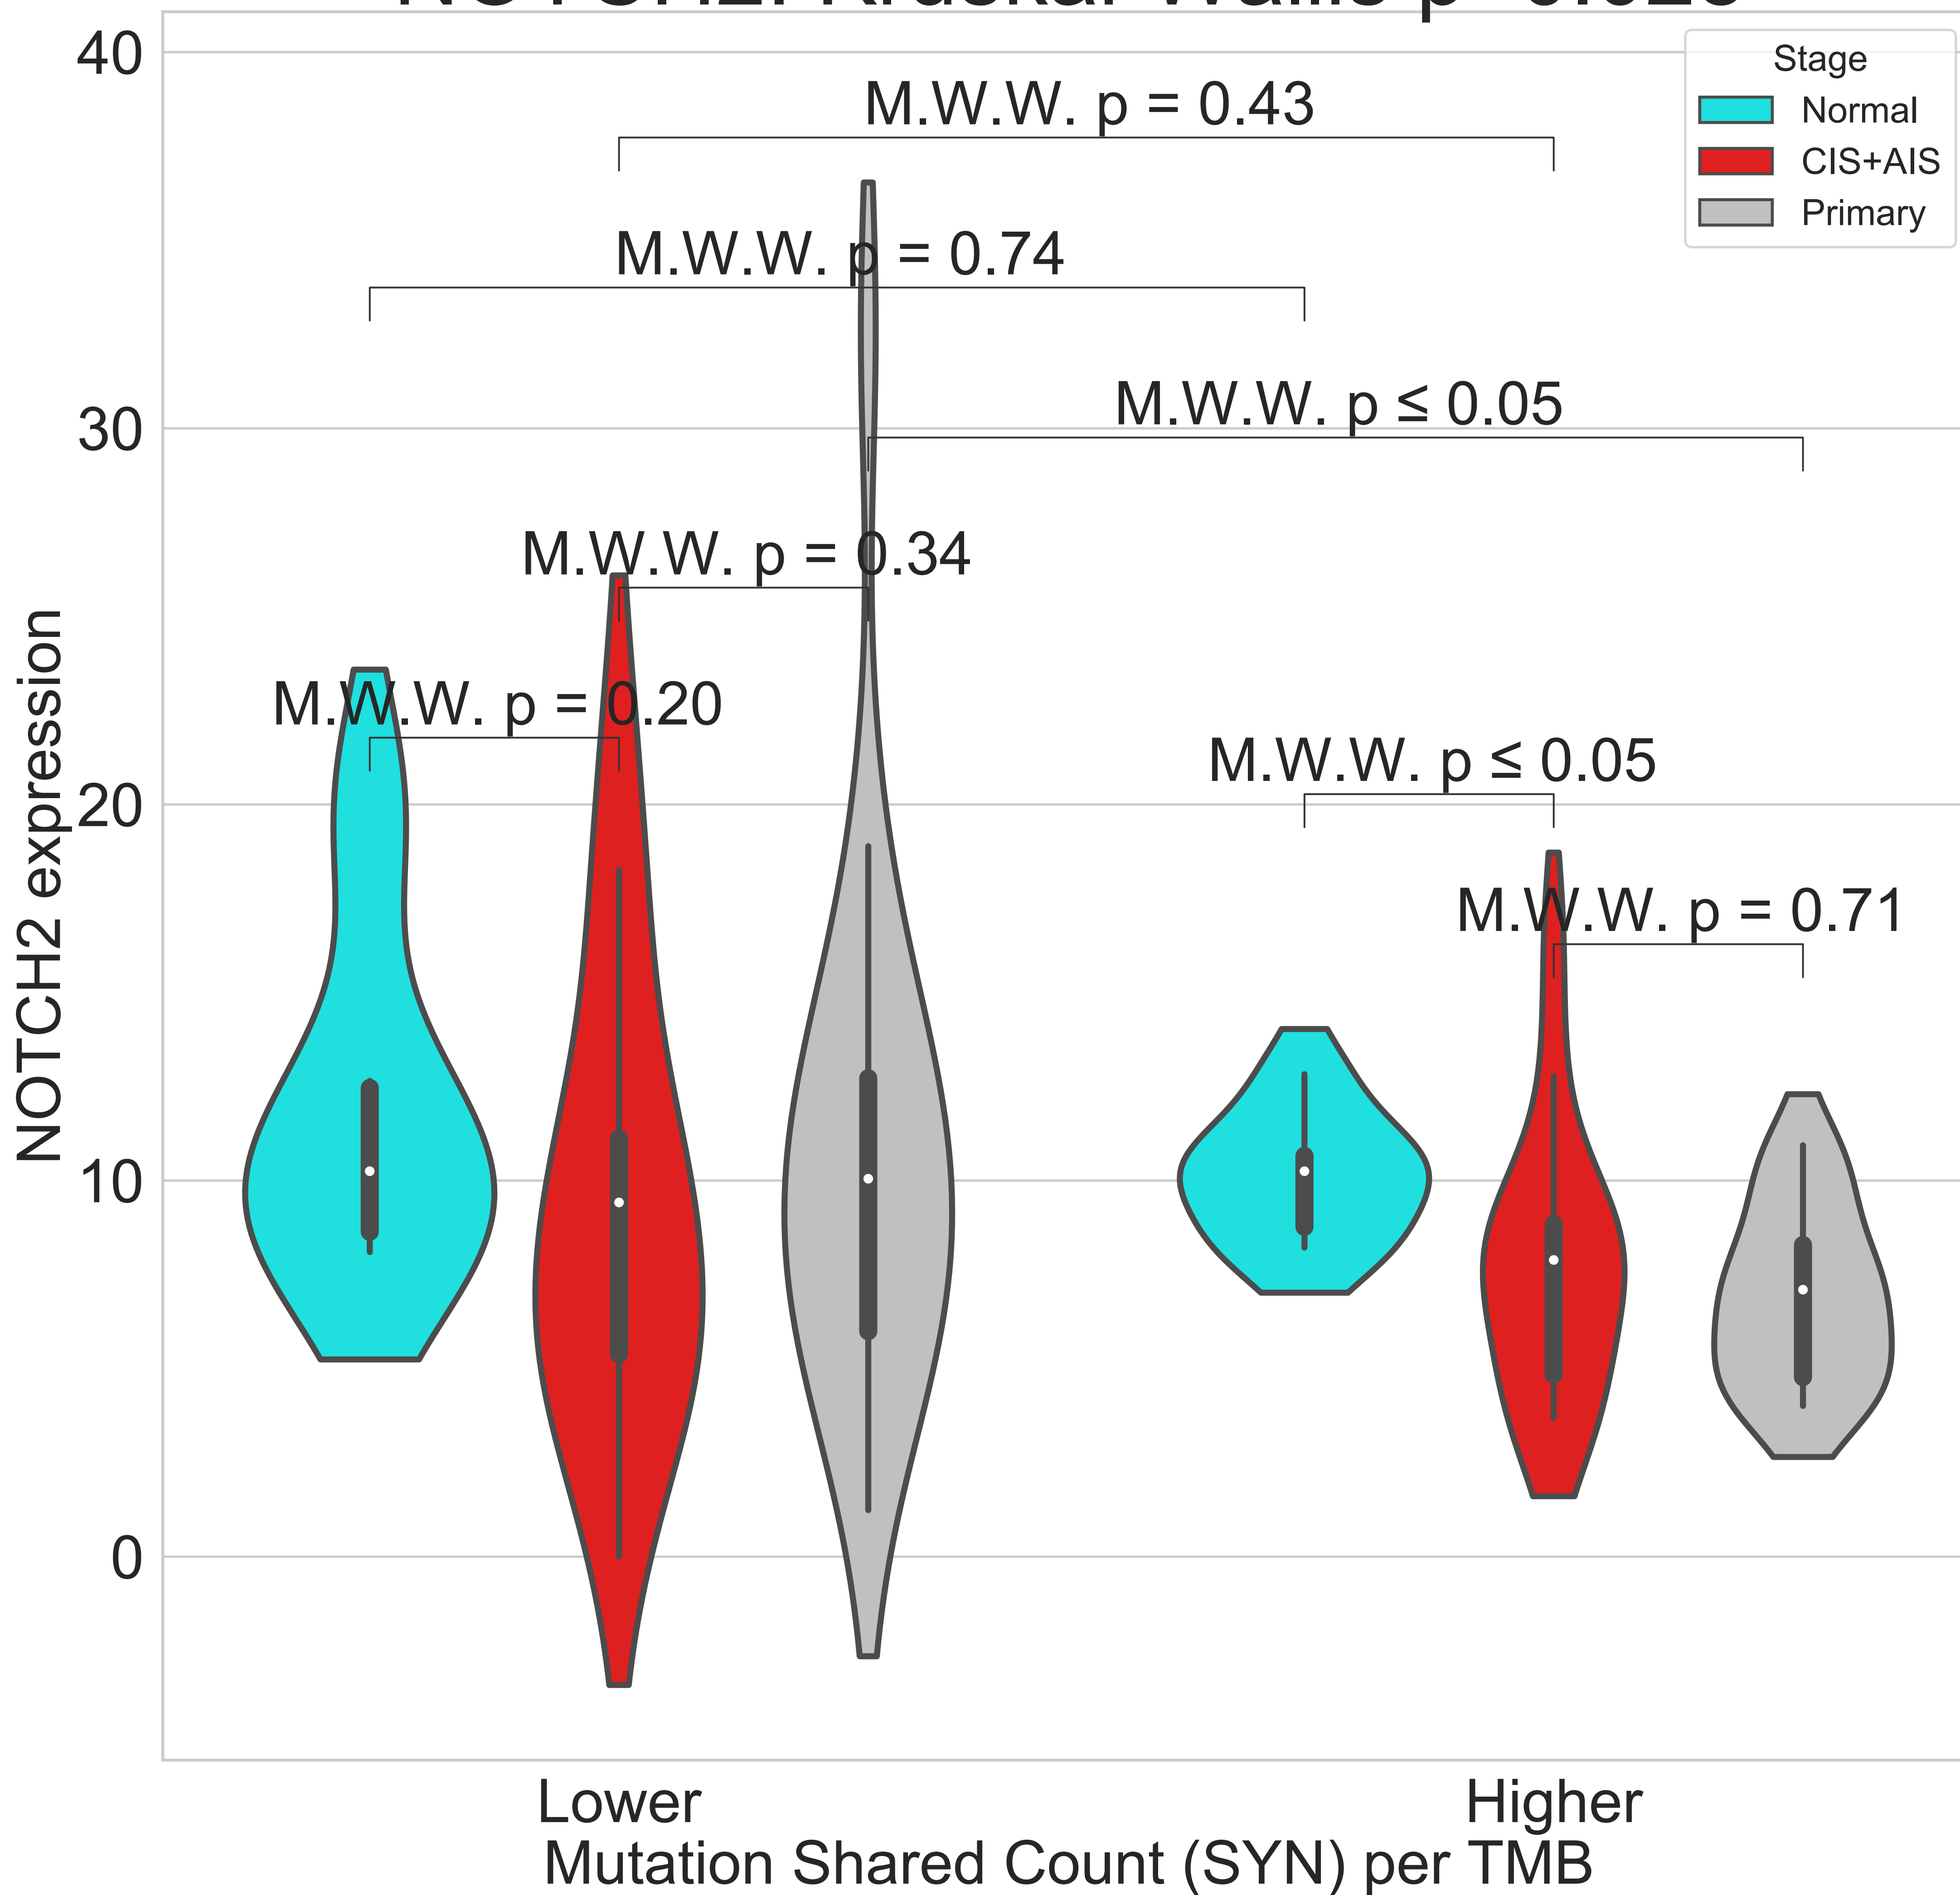 40
30
20
10
0
NOTCH2 expression
Stage
Normal
CIS+AIS
Primary
M.W.W. p = 0.43
M.W.W. p = 0.74
M.W.W. p ≤ 0.05
M.W.W. p = 0.34
M.W.W. p = 0.20
M.W.W. p ≤ 0.05
M.W.W. p = 0.71
Lower
Higher
Mutation Shared Count (SYN) per TMB